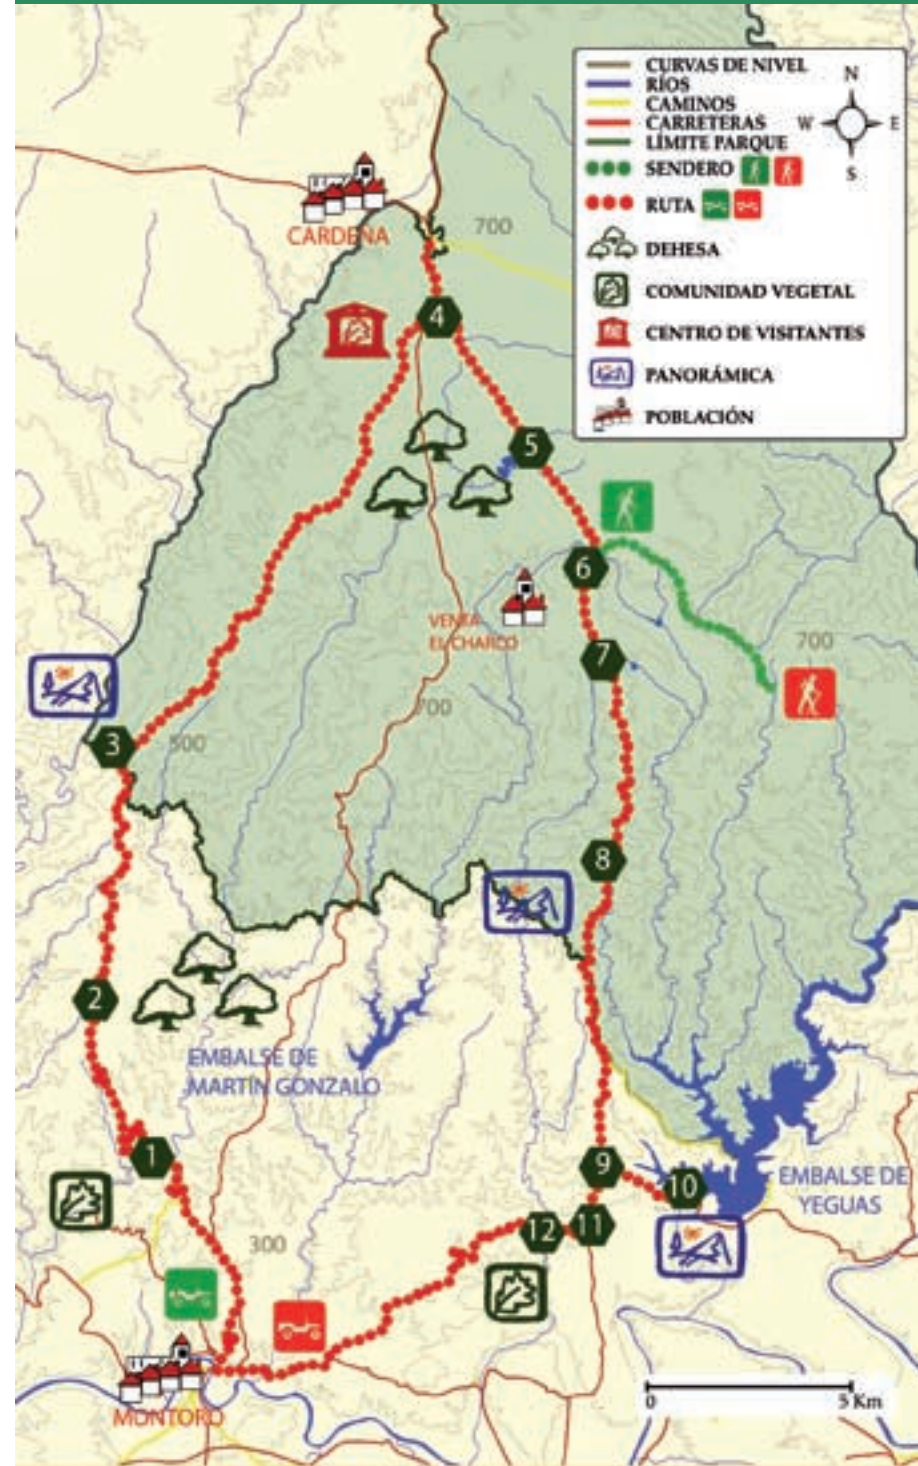 CURVAS DE NIVEL
RÍOS
CAMINOS
CARRETERAS
LÍMITE PARQUE
SENDERO
RUTA
DEHESA
COMUNIDAD VEGETAL
CENTRO DE VISITANTES
PANORÁMICA
POBLACIÓN
N
W E
S
CARDEÑA
700
4
5
6
VENTA
EL CHARCO
7
700
700
3
500
8
2
EMBALSE DE
MARTÍN GONZALO
1
9
10
EMBALSE DE
YEGUAS
11
12
300
MONTORO
0 5 Km